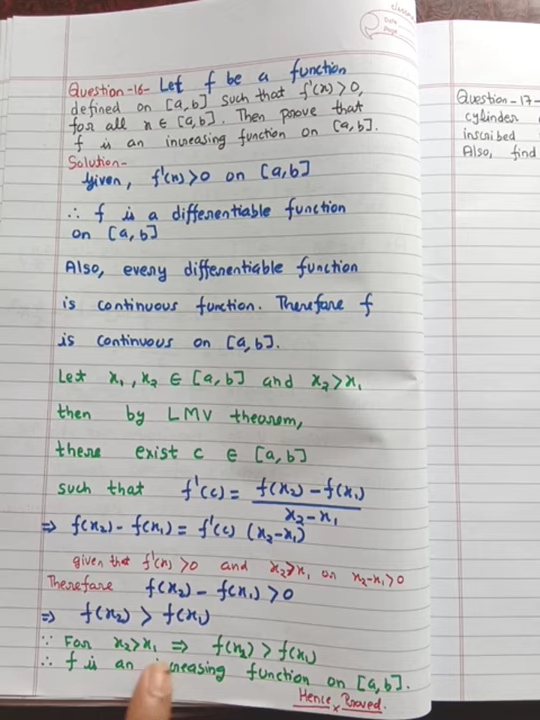 classmate
Date
Page
Question-16- Let f be a function
defined on [a,b] such that f'(x)>0,
for all x ∈ [a,b]. Then prove that
f is an increasing function on [a,b].
Solution-
Given, f'(x)>0 on [a,b]
∴ f is a differentiable function
on [a,b]
Also, every differentiable function
is continuous function. Therefore f
is continuous on [a,b].
Let x₁, x₂ ∈ [a,b] and x₂>x₁
then by LMV theorem,
there exist c ∈ [a,b]
such that f'(c) = f(x₂)-f(x₁)
x₂-x₁
⇒ f(x₂)-f(x₁) = f'(c) (x₂-x₁)
given that f'(x)>0 and x₂>x₁ or x₂-x₁>0
Therefore f(x₂)-f(x₁)>0
⇒ f(x₂) > f(x₁)
∵ For x₂>x₁ ⇒ f(x₂) > f(x₁)
∴ f is an increasing function on [a,b].
Hence Proved.
Question-17-
cylinder
inscribed
Also, find